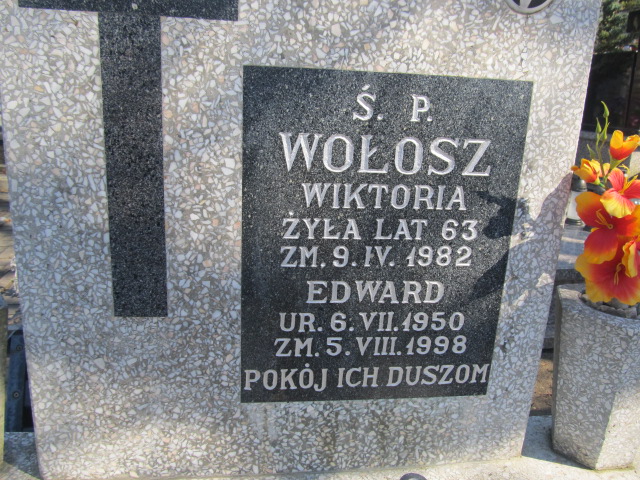 Ś. P.
WOŁOSZ
WIKTORIA
ŻYŁA LAT 63
ZM. 9. IV. 1982
EDWARD
UR. 6. VII. 1950
ZM. 5. VIII. 1998
POKÓJ ICH DUSZOM